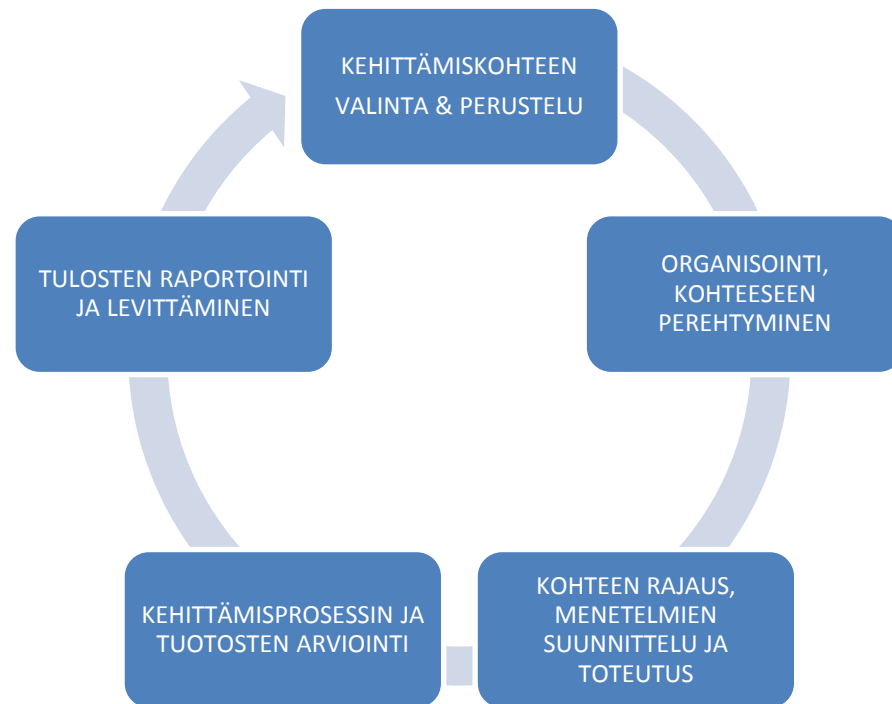 KEHITTÄMISKOHTEEN
VALINTA & PERUSTELU
ORGANISOINTI,
KOHTEESEEN
PEREHTYMINEN
KOHTEEN RAJAUS,
MENETELMIEN
SUUNNITTELU JA
TOTEUTUS
KEHITTÄMISPROSESSIN JA
TUOTOSTEN ARVIOINTI
TULOSTEN RAPORTOINTI
JA LEVITTÄMINEN